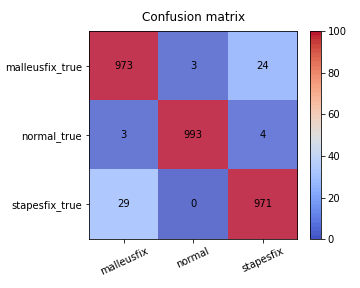 Confusion matrix
malleusfix_true 973 3 24
normal_true 3 993 4
stapesfix_true 29 0 971
malleusfix normal stapesfix
100
80
60
40
20
0